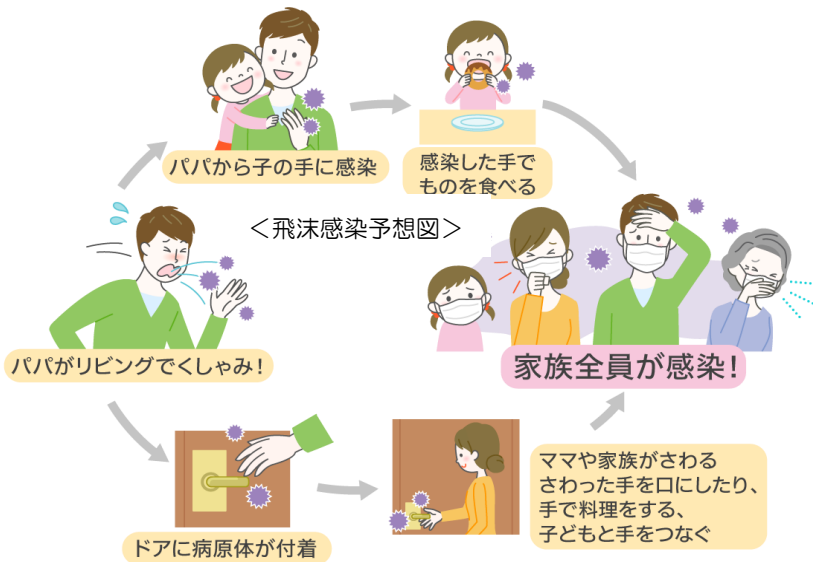 パパから子の手に感染
感染した手で
ものを食べる
<飛沫感染予想図>
パパがリビングでくしゃみ!
家族全員が感染!
ドアに病原体が付着
ママや家族がさわる
さわった手を口にしたり、
手で料理をする、
子どもと手をつなぐ